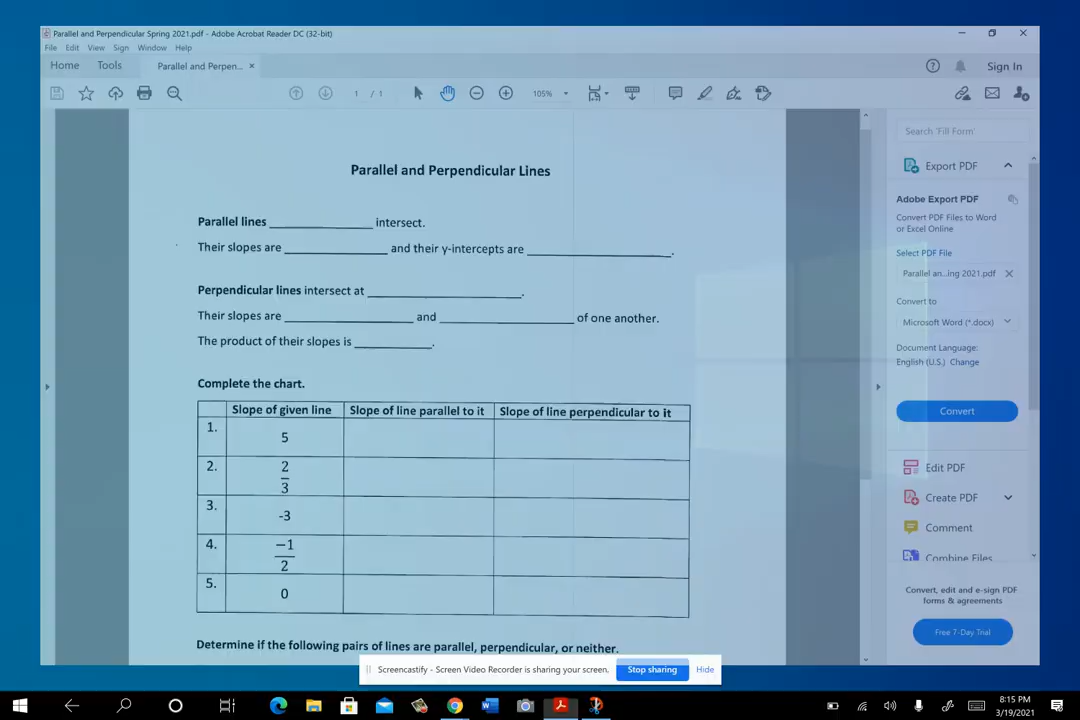 Parallel and Perpendicular Spring 2021.pdf - Adobe Acrobat Reader DC (32-bit)
File Edit View Sign Window Help
Home Tools Parallel and Perpen... × Sign In
1 / 1 105%
Search 'Fill Form'
Export PDF
Adobe Export PDF
Convert PDF Files to Word
or Excel Online
Select PDF File
Parallel an...ing 2021.pdf
Convert to
Microsoft Word (*.docx)
Document Language:
English (U.S.) Change
Convert
Edit PDF
Create PDF
Comment
Combine Files
Convert, edit and e-sign PDF
forms & agreements
Free 7-Day Trial
Parallel and Perpendicular Lines
Parallel lines ____________ intersect.
Their slopes are ____________ and their y-intercepts are _________________.
Perpendicular lines intersect at __________________.
Their slopes are _______________ and ________________ of one another.
The product of their slopes is _________.
Complete the chart.
Slope of given line Slope of line parallel to it Slope of line perpendicular to it
1. 5
2. 2/3
3. -3
4. −1/2
5. 0
Determine if the following pairs of lines are parallel, perpendicular, or neither.
Screencastify - Screen Video Recorder is sharing your screen. Stop sharing Hide
8:15 PM
3/19/2021